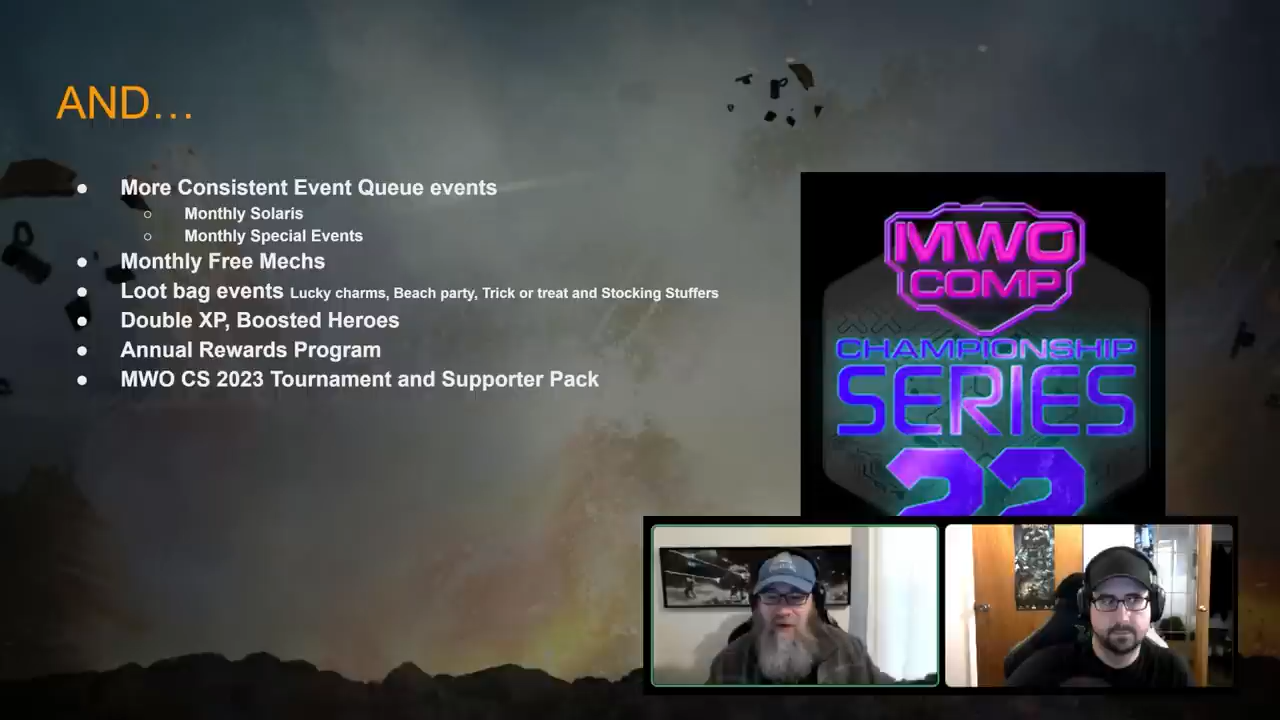 AND...
More Consistent Event Queue events
Monthly Solaris
Monthly Special Events
Monthly Free Mechs
Loot bag events Lucky charms, Beach party, Trick or treat and Stocking Stuffers
Double XP, Boosted Heroes
Annual Rewards Program
MWO CS 2023 Tournament and Supporter Pack
MWO
COMP
CHAMPIONSHIP
SERIES
22